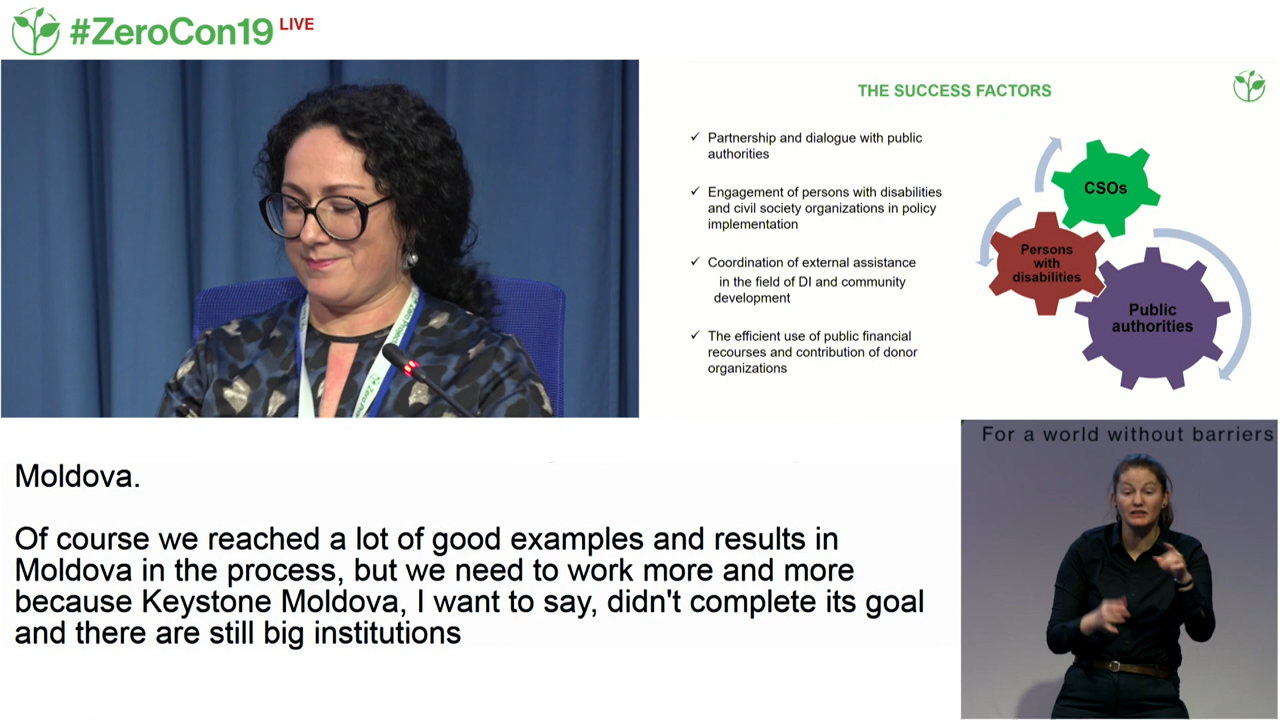 #ZeroCon19 LIVE
THE SUCCESS FACTORS
✓ Partnership and dialogue with public
authorities
✓ Engagement of persons with disabilities
and civil society organizations in policy
implementation
✓ Coordination of external assistance
in the field of DI and community
development
✓ The efficient use of public financial
recourses and contribution of donor
organizations
CSOs
Persons
with
disabilities
Public
authorities
Moldova.
Of course we reached a lot of good examples and results in
Moldova in the process, but we need to work more and more
because Keystone Moldova, I want to say, didn't complete its goal
and there are still big institutions
For a world without barriers